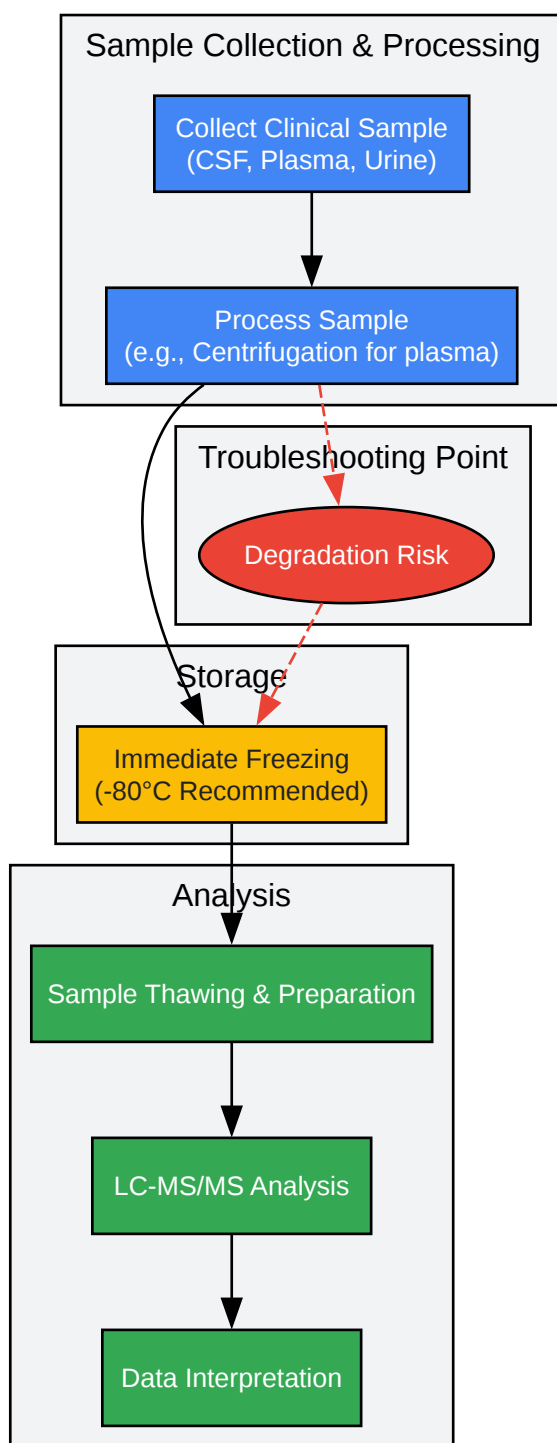 Sample Collection & Processing
Collect Clinical Sample
(CSF, Plasma, Urine)
Process Sample
(e.g., Centrifugation for plasma)
Troubleshooting Point
Degradation Risk
Storage
Immediate Freezing
(-80°C Recommended)
Analysis
Sample Thawing & Preparation
LC-MS/MS Analysis
Data Interpretation